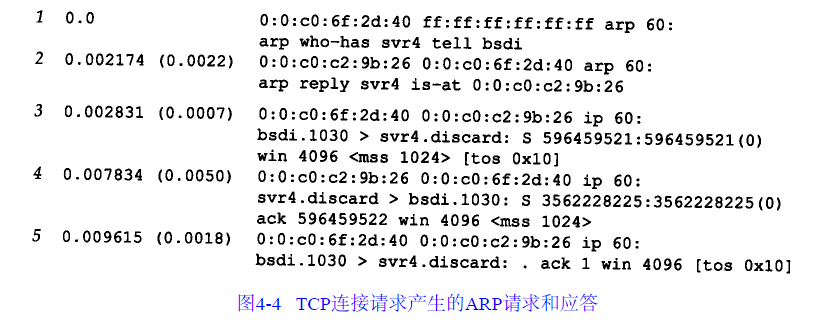 1 0.0 0:0:c0:6f:2d:40 ff:ff:ff:ff:ff:ff arp 60:
arp who-has svr4 tell bsdi
2 0.002174 (0.0022) 0:0:c0:c2:9b:26 0:0:c0:6f:2d:40 arp 60:
arp reply svr4 is-at 0:0:c0:c2:9b:26
3 0.002831 (0.0007) 0:0:c0:6f:2d:40 0:0:c0:c2:9b:26 ip 60:
bsdi.1030 > svr4.discard: S 596459521:596459521(0)
win 4096 <mss 1024> [tos 0x10]
4 0.007834 (0.0050) 0:0:c0:c2:9b:26 0:0:c0:6f:2d:40 ip 60:
svr4.discard > bsdi.1030: S 3562228225:3562228225(0)
ack 596459522 win 4096 <mss 1024>
5 0.009615 (0.0018) 0:0:c0:6f:2d:40 0:0:c0:c2:9b:26 ip 60:
bsdi.1030 > svr4.discard: . ack 1 win 4096 [tos 0x10]
图4-4 TCP连接请求产生的ARP请求和应答